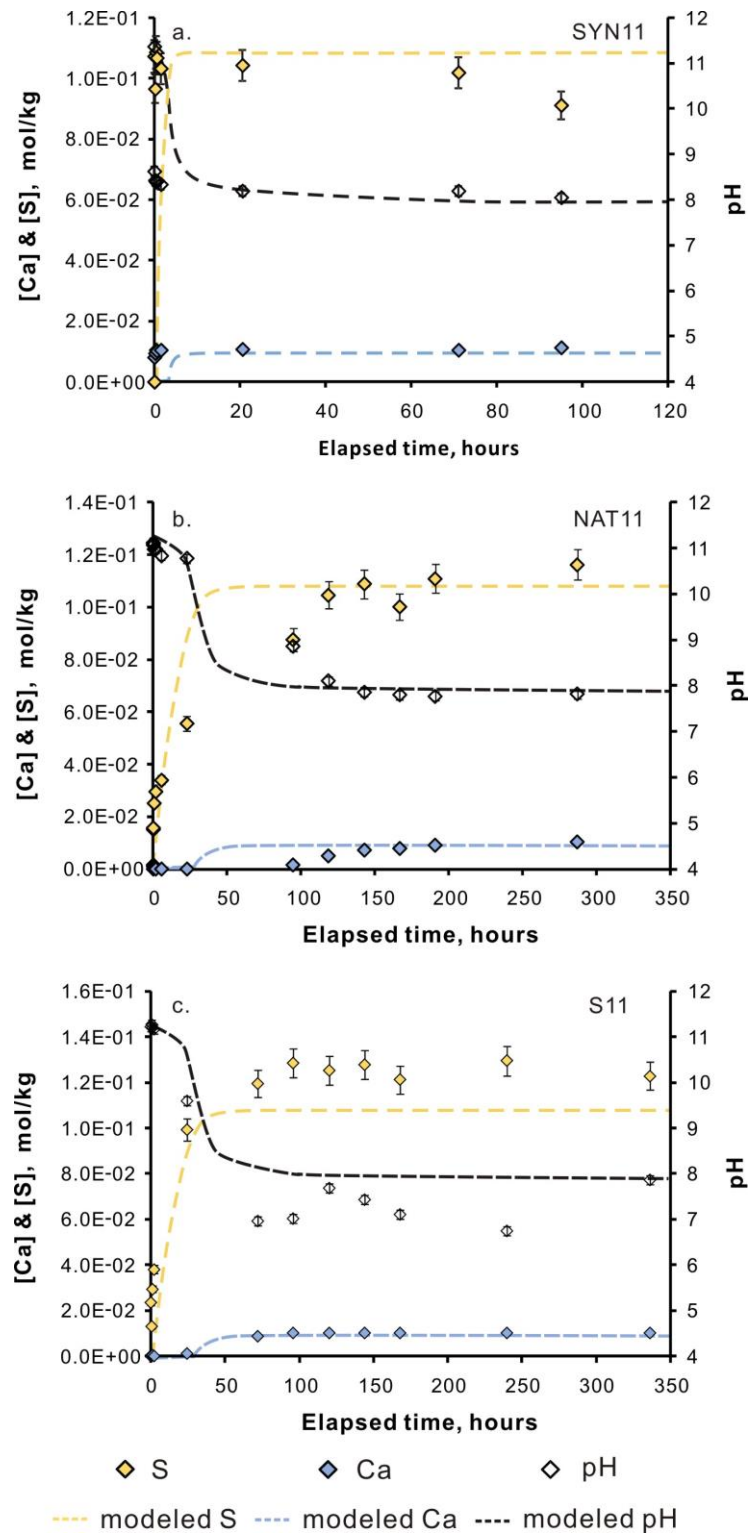 a.
SYN11
1.2E-01
1.0E-01
8.0E-02
6.0E-02
4.0E-02
2.0E-02
0.0E+00
[Ca] & [S], mol/kg
12
11
10
9
8
7
6
5
4
pH
0 20 40 60 80 100 120
Elapsed time, hours
b.
NAT11
1.4E-01
1.2E-01
1.0E-01
8.0E-02
6.0E-02
4.0E-02
2.0E-02
0.0E+00
[Ca] & [S], mol/kg
12
11
10
9
8
7
6
5
4
pH
0 50 100 150 200 250 300 350
Elapsed time, hours
c.
S11
1.6E-01
1.4E-01
1.2E-01
1.0E-01
8.0E-02
6.0E-02
4.0E-02
2.0E-02
0.0E+00
[Ca] & [S], mol/kg
12
11
10
9
8
7
6
5
4
pH
0 50 100 150 200 250 300 350
Elapsed time, hours
S Ca pH
modeled S modeled Ca modeled pH